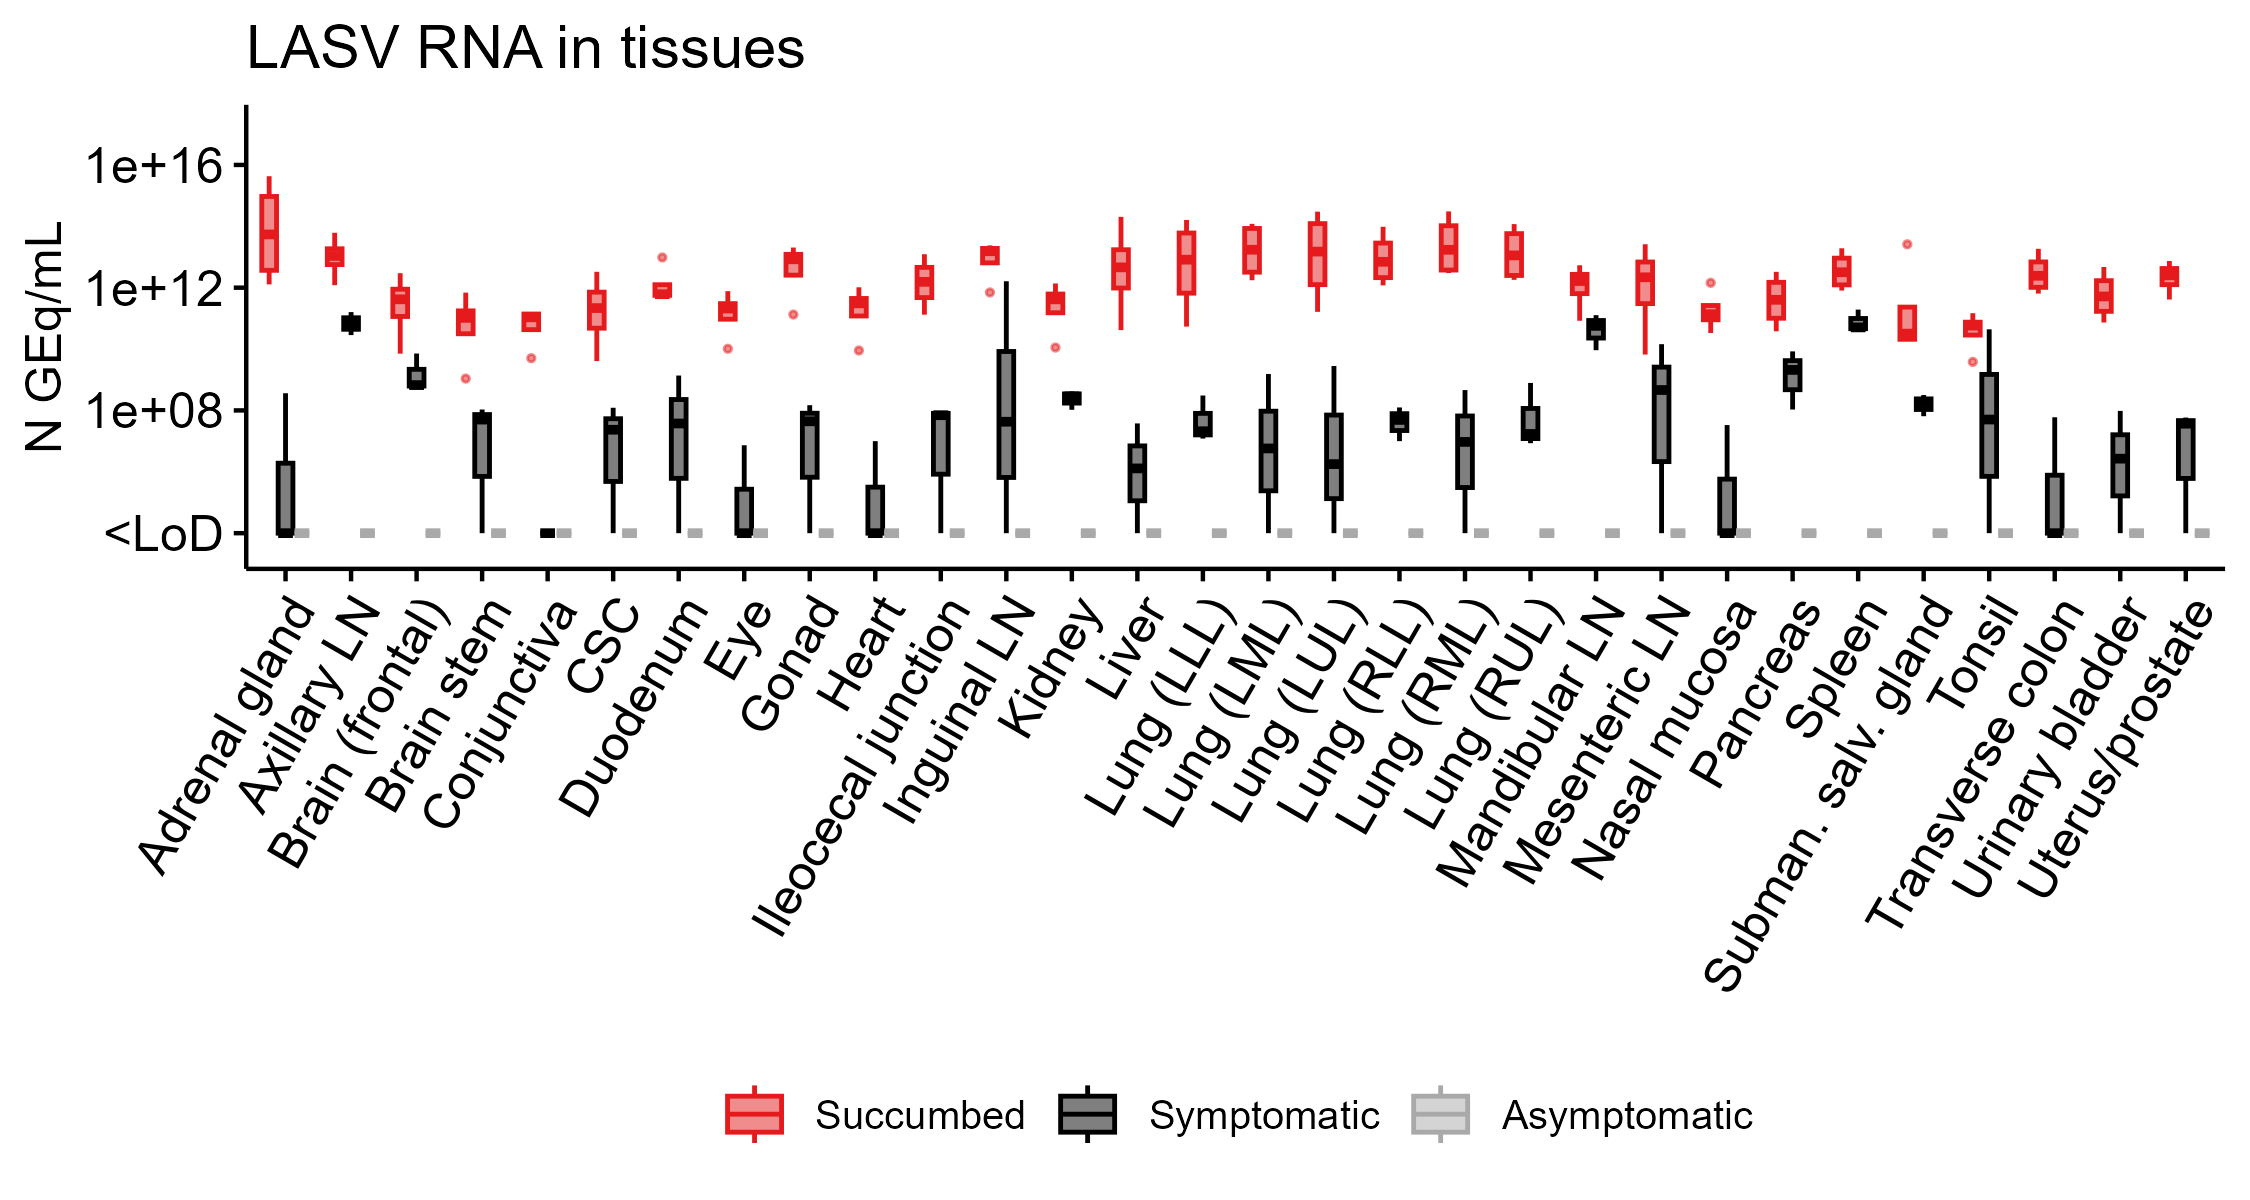 LASV RNA in tissues
N GEq/mL
1e+16
1e+12
1e+08
<LoD
Adrenal gland
Axillary LN
Brain (frontal)
Brain stem
Conjunctiva
CSC
Duodenum
Eye
Gonad
Heart
Ileocecal junction
Inguinal LN
Kidney
Liver
Lung (LLL)
Lung (LML)
Lung (LUL)
Lung (RLL)
Lung (RML)
Lung (RUL)
Mandibular LN
Mesenteric LN
Nasal mucosa
Pancreas
Spleen
Subman. salv. gland
Tonsil
Transverse colon
Urinary bladder
Uterus/prostate
Succumbed
Symptomatic
Asymptomatic